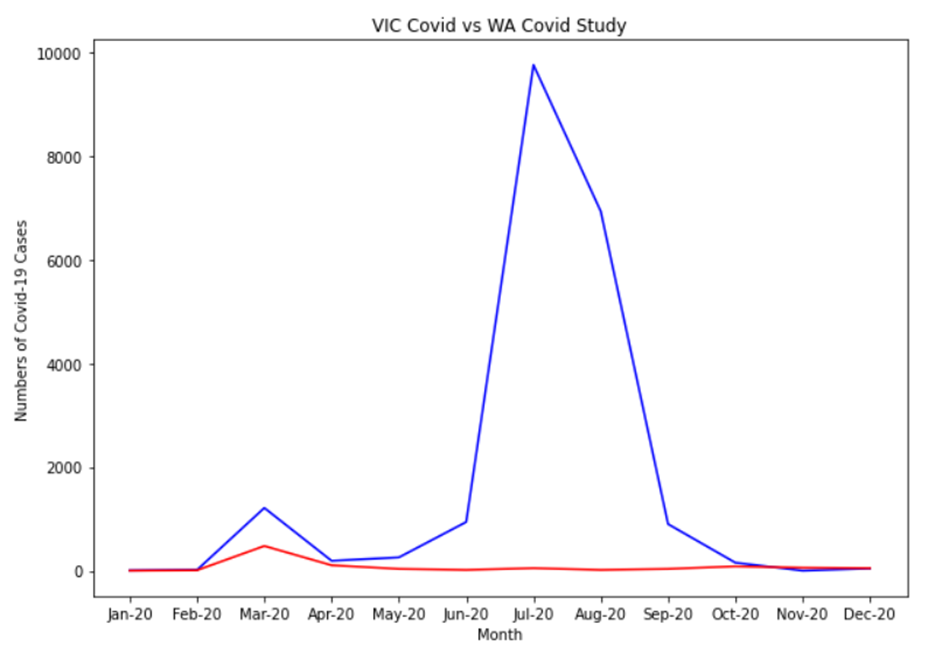 VIC Covid vs WA Covid Study
10000
8000
6000
4000
2000
0
Numbers of Covid-19 Cases
Jan-20 Feb-20 Mar-20 Apr-20 May-20 Jun-20 Jul-20 Aug-20 Sep-20 Oct-20 Nov-20 Dec-20
Month